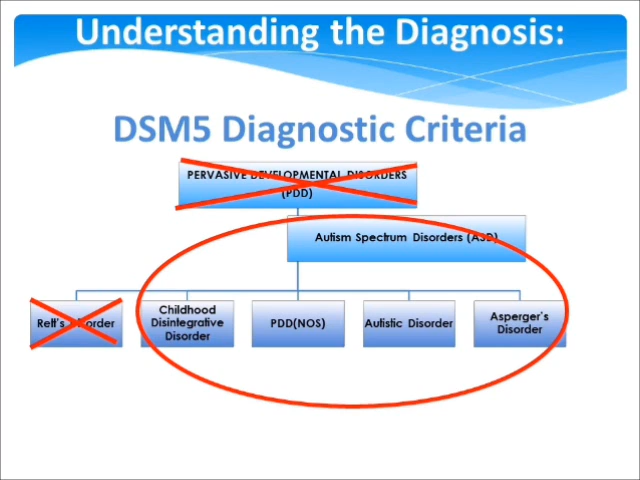 Understanding the Diagnosis:
DSM5 Diagnostic Criteria
PERVASIVE DEVELOPMENTAL DISORDERS
(PDD)
Autism Spectrum Disorders (ASD)
Rett's Disorder
Childhood
Disintegrative
Disorder
PDD(NOS)
Autistic Disorder
Asperger's
Disorder